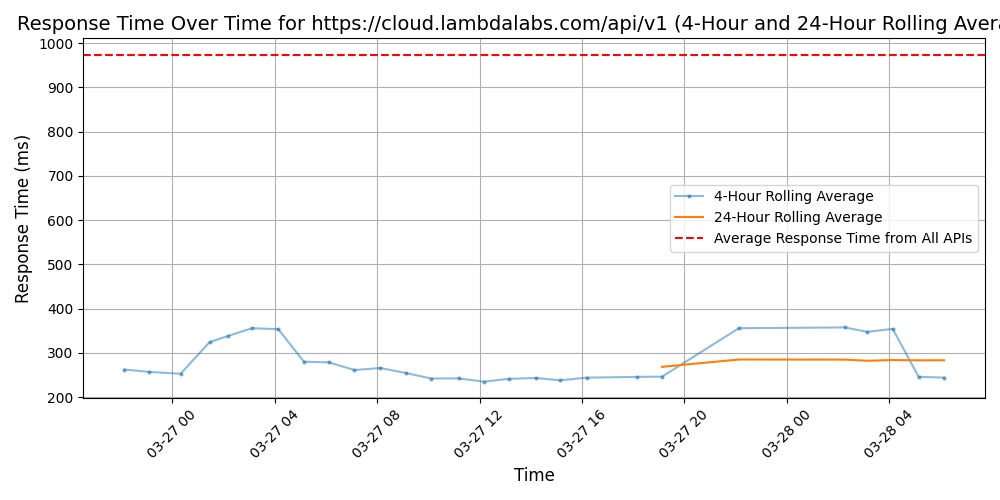 Response Time Over Time for https://cloud.lambdalabs.com/api/v1 (4-Hour and 24-Hour Rolling Avera
1000
900
800
700
600
500
400
300
200
Response Time (ms)
4-Hour Rolling Average
24-Hour Rolling Average
Average Response Time from All APIs
03-27 00
03-27 04
03-27 08
03-27 12
03-27 16
03-27 20
03-28 00
03-28 04
Time